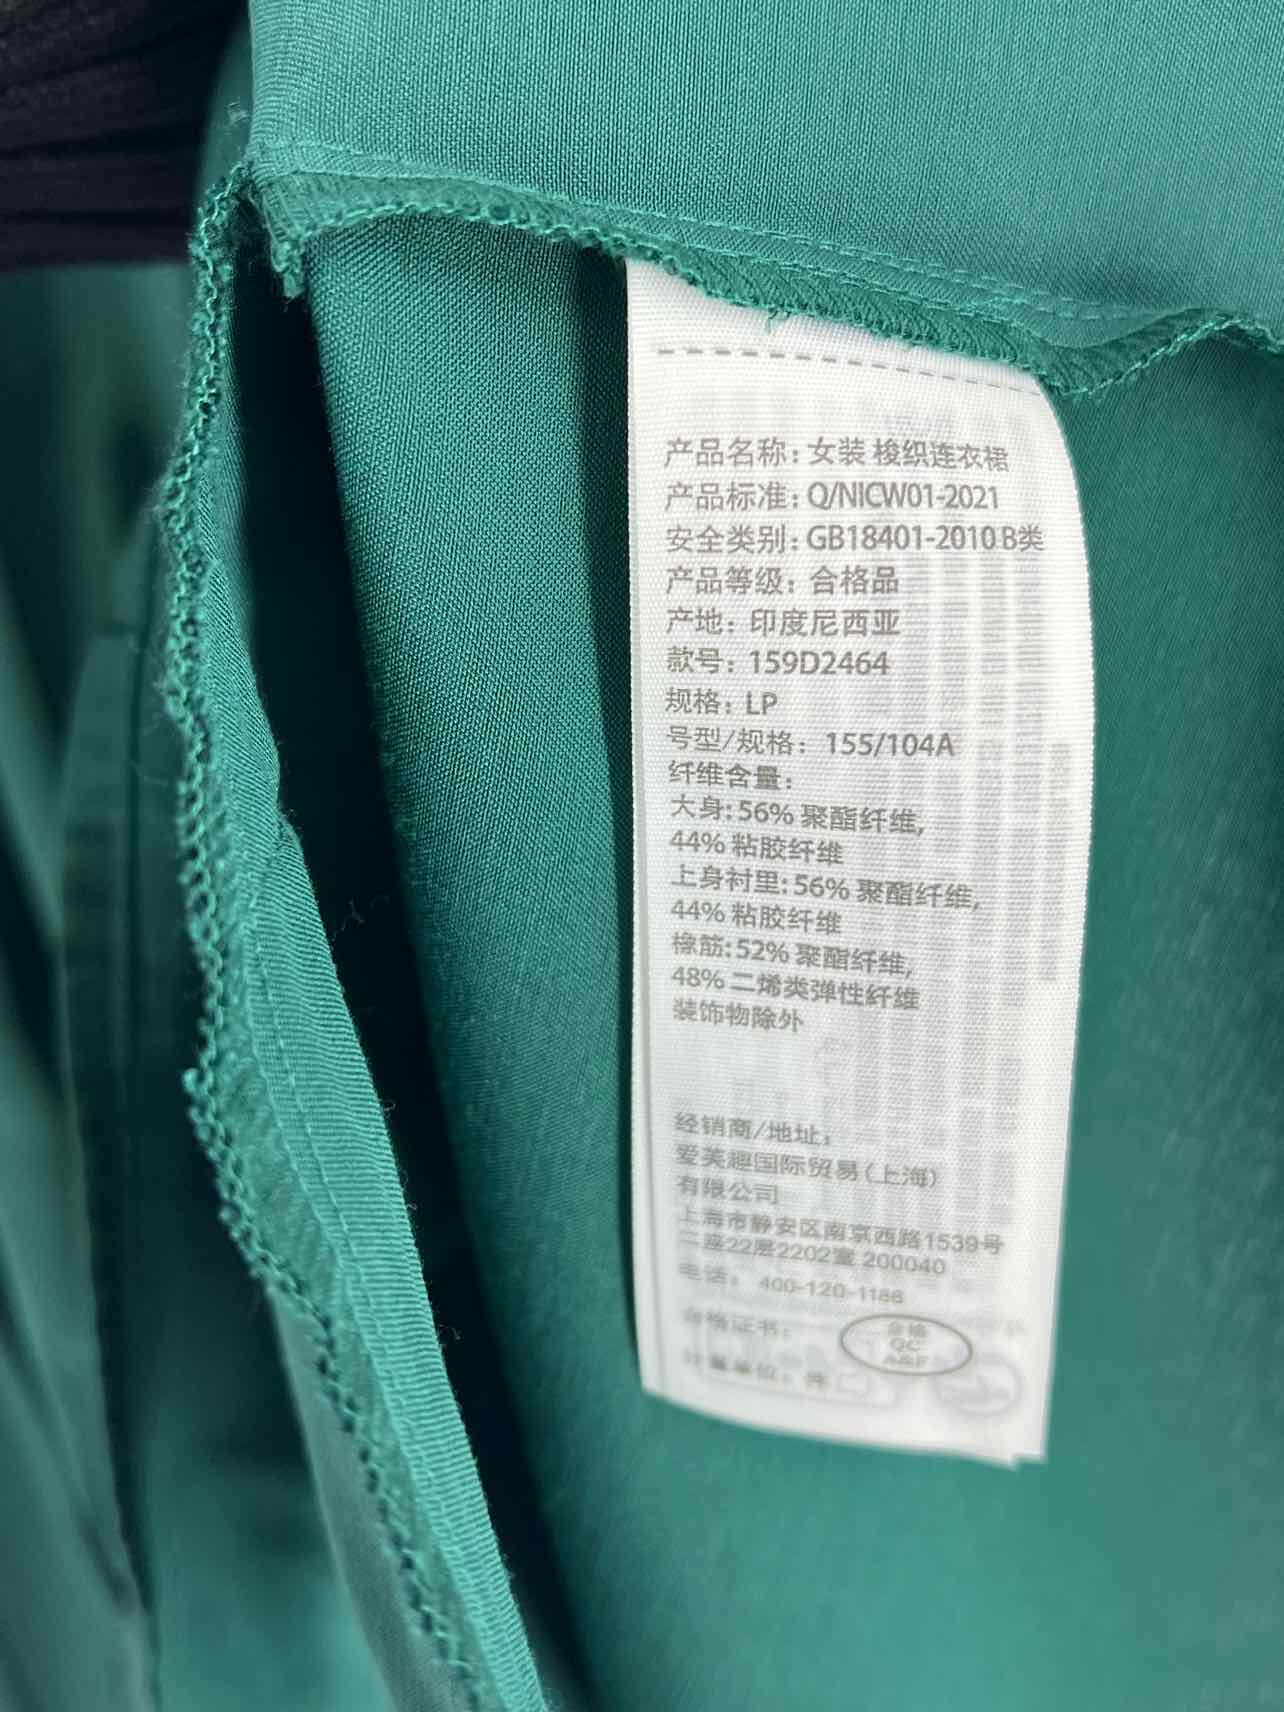 产品名称: 女装 梭织连衣裙
产品标准: Q/NICW01-2021
安全类别: GB18401-2010 B类
产品等级: 合格品
产地: 印度尼西亚
款号: 159D2464
规格: LP
号型/规格: 155/104A
纤维含量:
大身: 56% 聚酯纤维,
44% 粘胶纤维
上身衬里: 56% 聚酯纤维,
44% 粘胶纤维
橡筋: 52% 聚酯纤维,
48% 二烯类弹性纤维
装饰物除外
经销商/地址:
爱芙趣国际贸易(上海)
有限公司
上海市静安区南京西路1539号
二座22层2202室 200040
电话: 400-120-1186
合格证书:
合格
QC
A&F
计量单位: 件